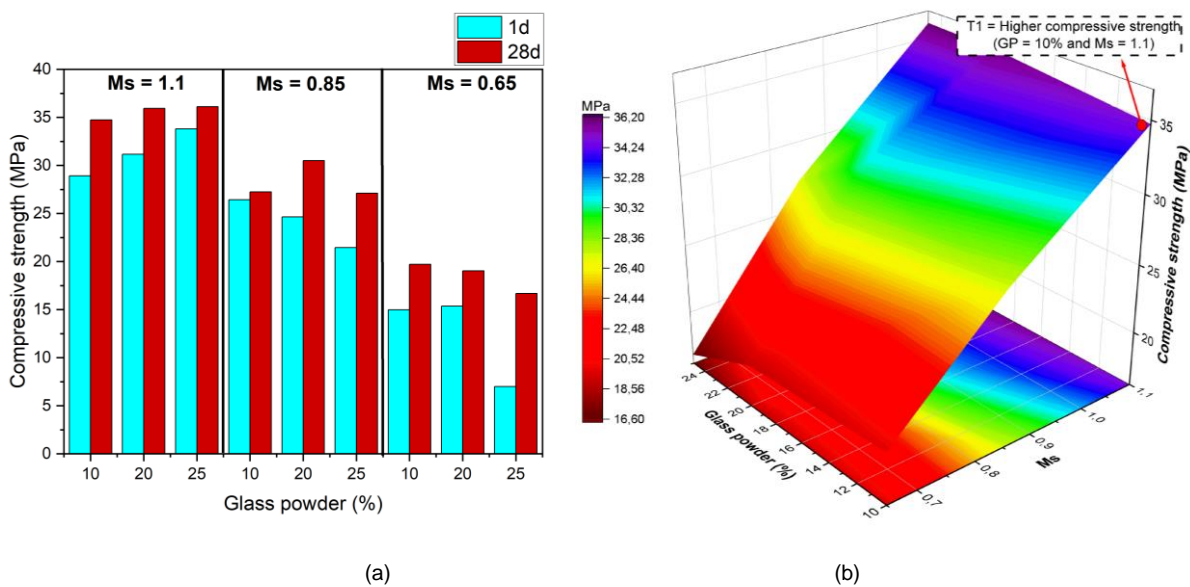 (a)
1d
28d
Ms = 1.1
Ms = 0.85
Ms = 0.65
Compressive strength (MPa)
40
35
30
25
20
15
10
5
0
10 20 25 10 20 25 10 20 25
Glass powder (%)
(b)
T1 = Higher compressive strength
(GP = 10% and Ms = 1.1)
MPa
36,20
34,24
32,28
30,32
28,36
26,40
24,44
22,48
20,52
18,56
16,60
Compressive strength (MPa)
35
30
25
20
24
22
20
18
16
14
12
10
Glass powder (%)
0,7
0,8
0,9
1,0
1,1
Ms
(a)
(b)